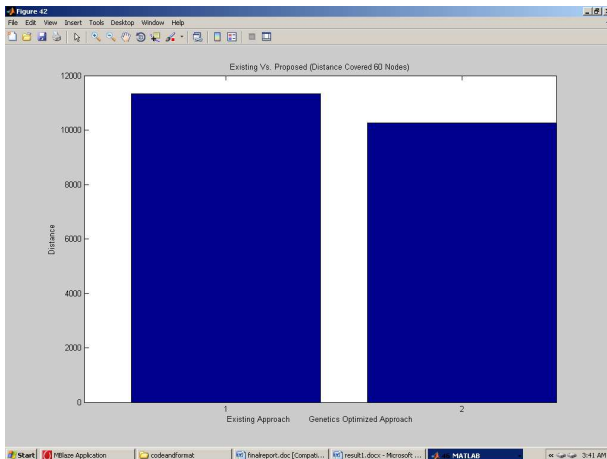 Figure 42
File Edit View Insert Tools Desktop Window Help
Existing Vs. Proposed (Distance Covered 60 Nodes)
12000
10000
8000
6000
4000
2000
0
Distance
1 2
Existing Approach Genetics Optimized Approach
Start MBlaze Application codeandformat finalreport.doc [Compati... result1.docx - Microsoft ... MATLAB « 3:41 AM